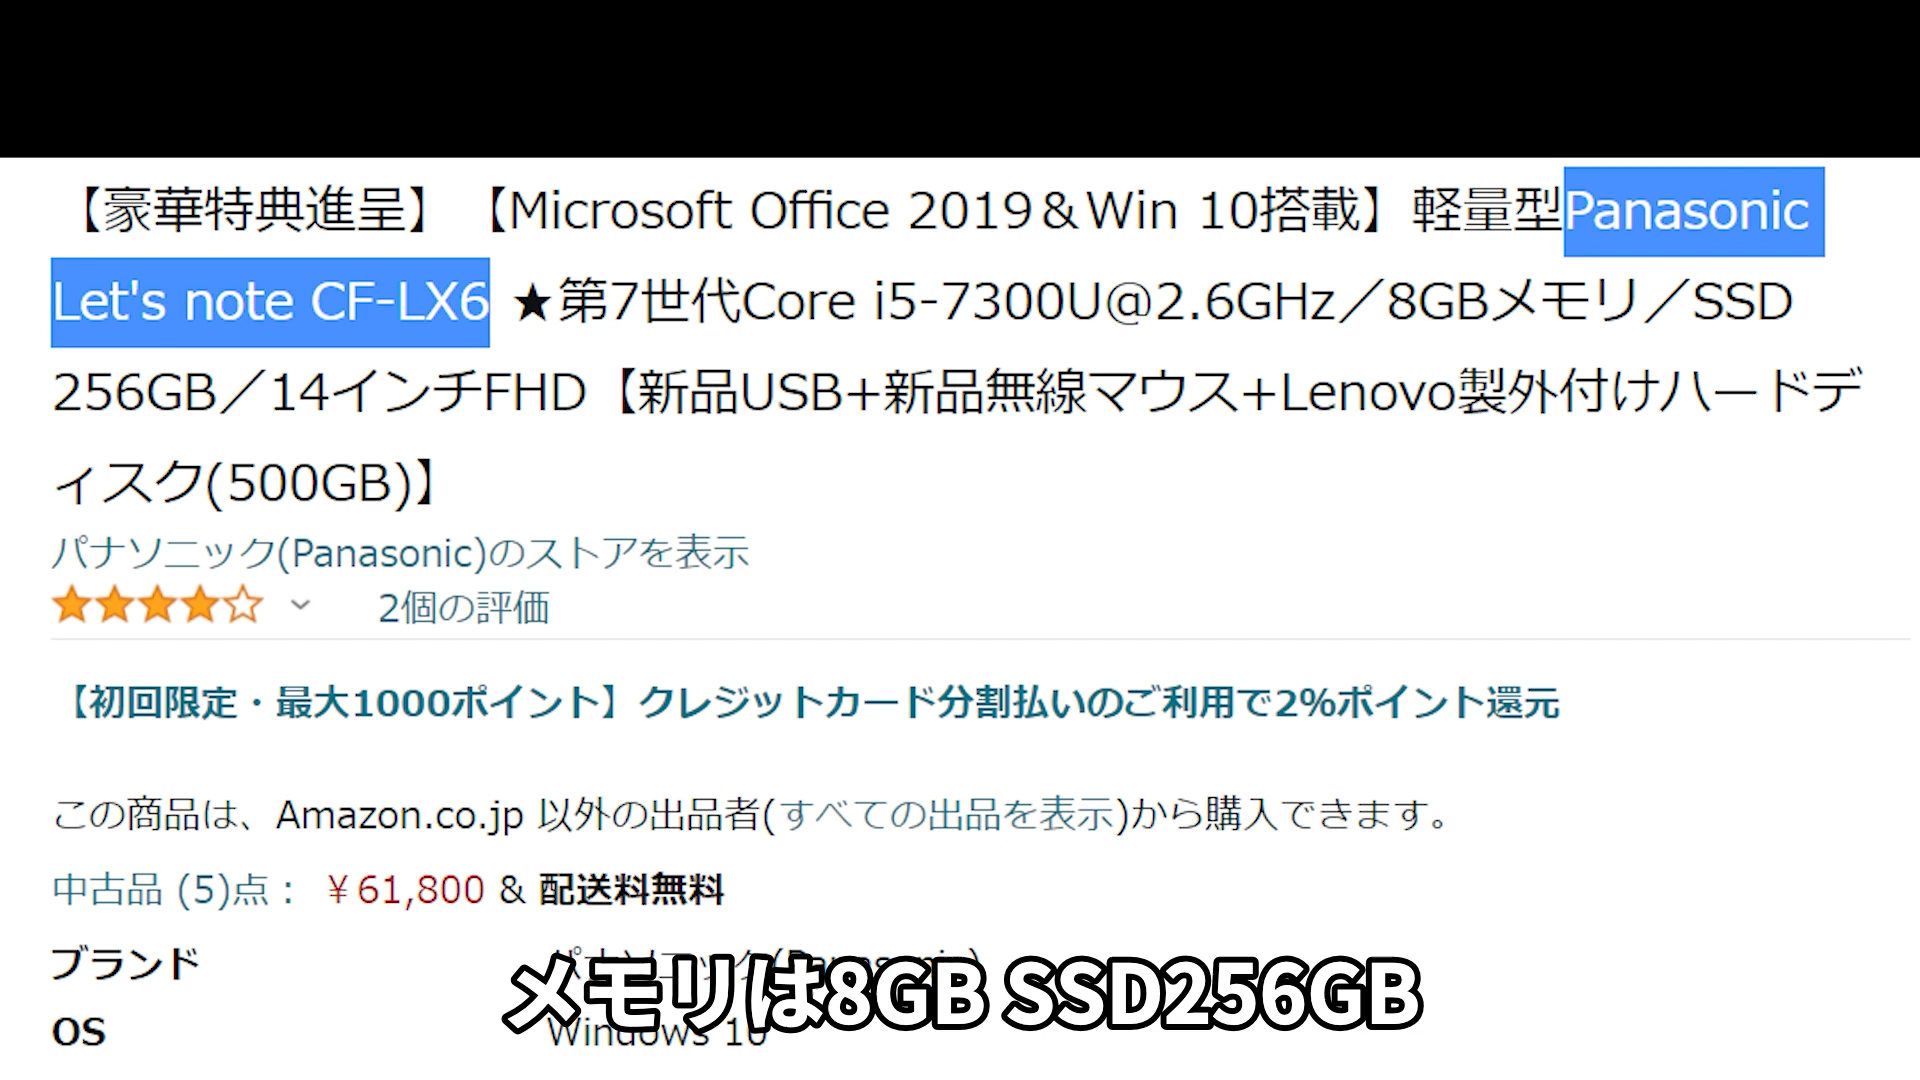 【豪華特典進呈】 【Microsoft Office 2019＆Win 10搭載】軽量型Panasonic
Let's note CF-LX6 ★第7世代Core i5-7300U@2.6GHz／8GBメモリ／SSD
256GB／14インチFHD【新品USB+新品無線マウス+Lenovo製外付けハードデ
ィスク(500GB)】
パナソニック(Panasonic)のストアを表示
2個の評価
【初回限定・最大1000ポイント】クレジットカード分割払いのご利用で2%ポイント還元
この商品は、Amazon.co.jp 以外の出品者(すべての出品を表示)から購入できます。
中古品 (5)点： ￥61,800 & 配送料無料
ブランド パナソニック(Panasonic)
メモリは8GB SSD256GB
OS Windows 10